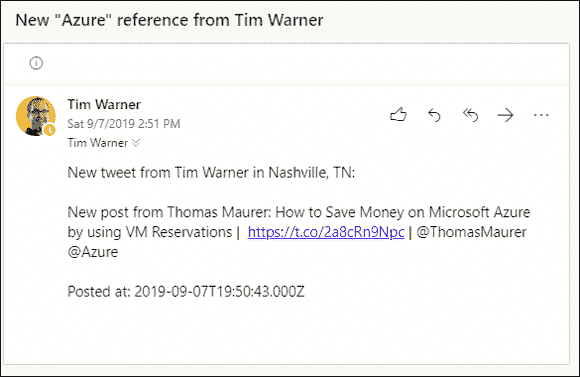 New "Azure" reference from Tim Warner
Tim Warner
Sat 9/7/2019 2:51 PM
Tim Warner
New tweet from Tim Warner in Nashville, TN:
New post from Thomas Maurer: How to Save Money on Microsoft Azure
by using VM Reservations | https://t.co/2a8cRn9Npc | @ThomasMaurer
@Azure
Posted at: 2019-09-07T19:50:43.000Z